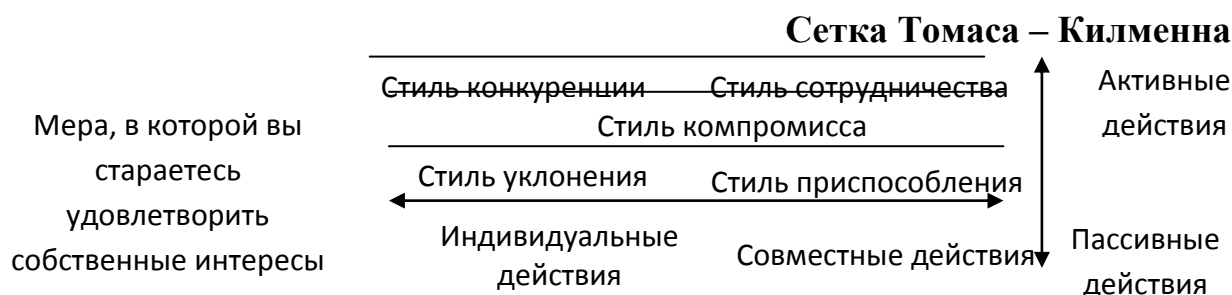 Сетка Томаса – Килменна
Стиль конкуренции Стиль сотрудничества
Стиль компромисса
Стиль уклонения Стиль приспособления
Мера, в которой вы
стараетесь
удовлетворить
собственные интересы
Активные
действия
Индивидуальные
действия
Совместные действия
Пассивные
действия